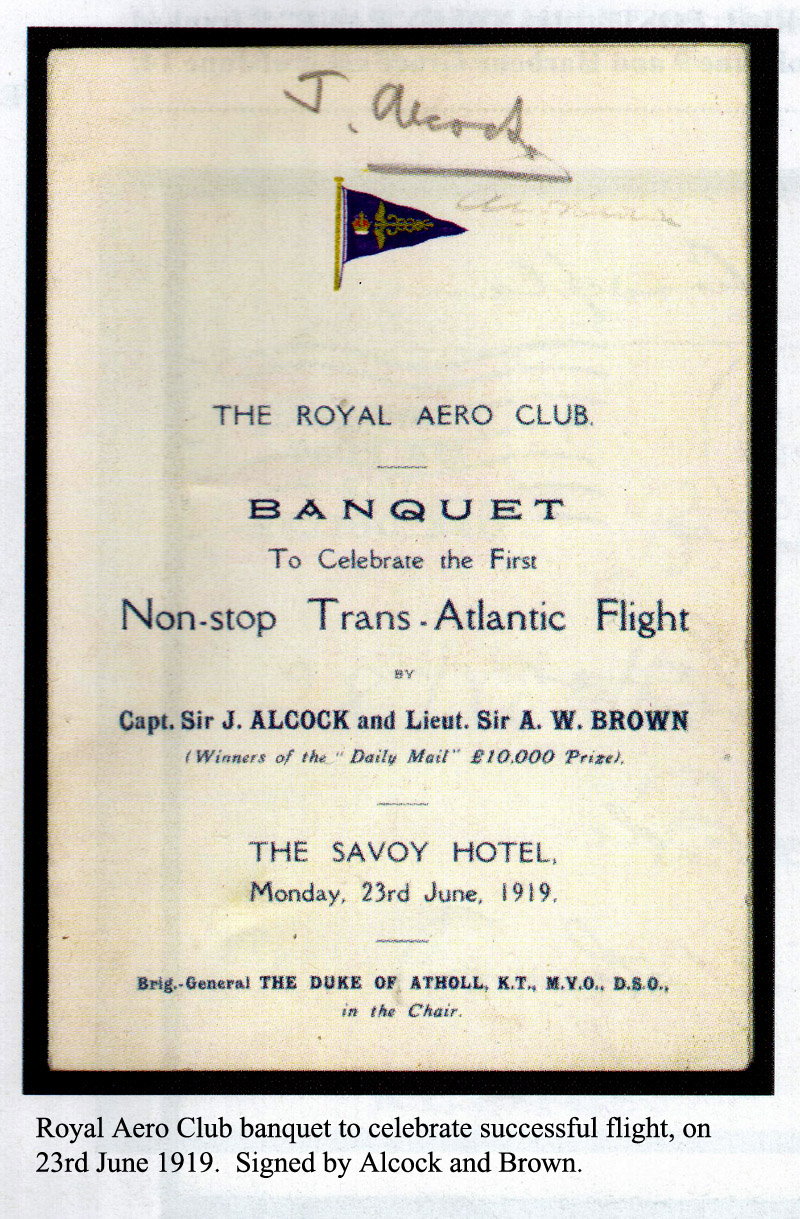 J. Alcock.
THE ROYAL AERO CLUB.
BANQUET
To Celebrate the First
Non-stop Trans-Atlantic Flight
BY
Capt. Sir J. ALCOCK and Lieut. Sir A. W. BROWN
(Winners of the "Daily Mail" £10,000 Prize).
THE SAVOY HOTEL,
Monday, 23rd June, 1919.
Brig.-General THE DUKE OF ATHOLL, K.T., M.V.O., D.S.O.,
in the Chair.
Royal Aero Club banquet to celebrate successful flight, on
23rd June 1919. Signed by Alcock and Brown.